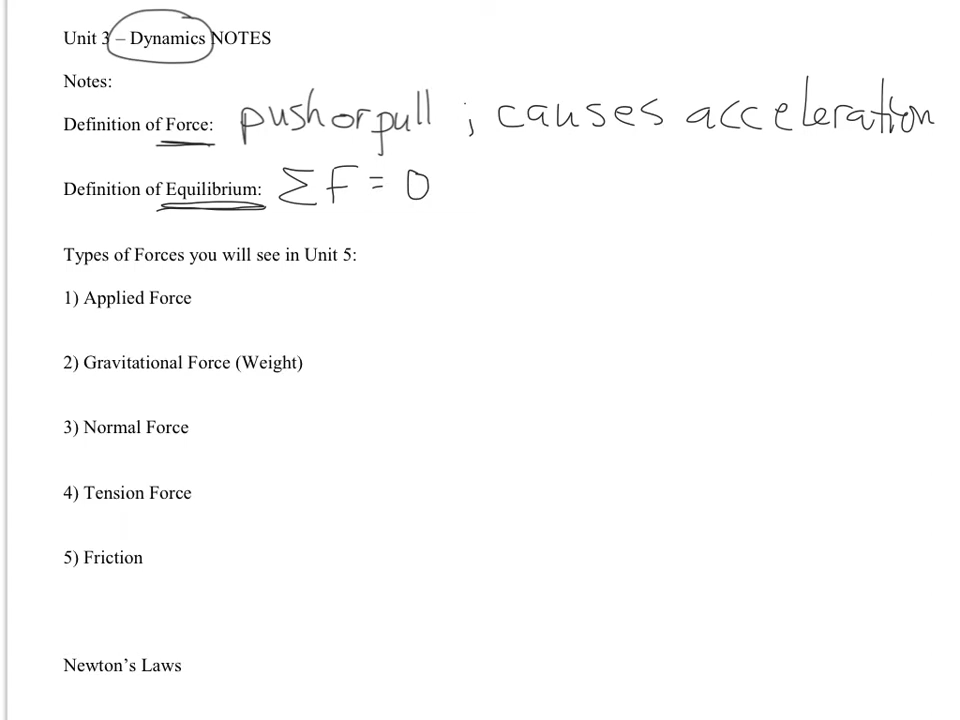 Unit 3 – Dynamics NOTES
Notes:
Definition of Force: push or pull ; causes acceleration
Definition of Equilibrium: ΣF = 0
Types of Forces you will see in Unit 5:
1) Applied Force
2) Gravitational Force (Weight)
3) Normal Force
4) Tension Force
5) Friction
Newton's Laws